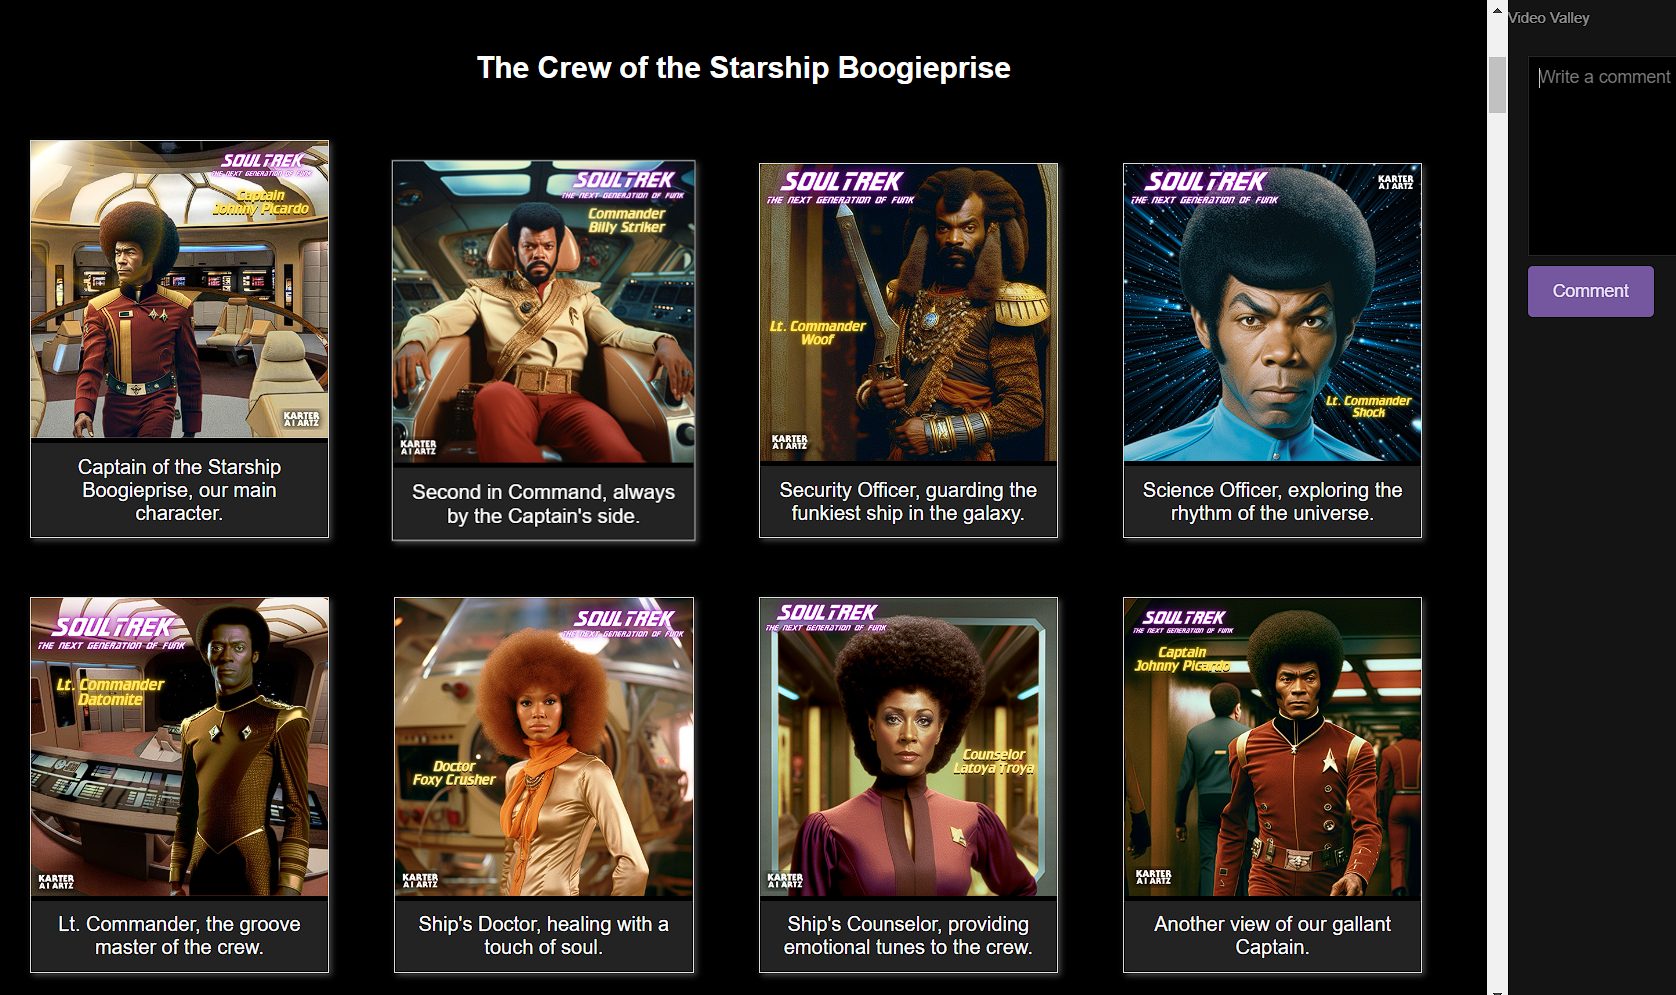 Video Valley
Write a comment
Comment
The Crew of the Starship Boogieprise
SOUL TREK
THE NEXT GENERATION OF FUNK
Captain
Johnny Picardo
KARTER
AI ARTZ
Captain of the Starship
Boogieprise, our main
character.
SOUL TREK
THE NEXT GENERATION OF FUNK
Commander
Billy Striker
KARTER
AI ARTZ
Second in Command, always
by the Captain's side.
SOUL TREK
THE NEXT GENERATION OF FUNK
Lt. Commander
Woof
KARTER
AI ARTZ
Security Officer, guarding the
funkiest ship in the galaxy.
SOUL TREK
THE NEXT GENERATION OF FUNK
KARTER
AI ARTZ
Lt. Commander
Shock
Science Officer, exploring the
rhythm of the universe.
SOUL TREK
THE NEXT GENERATION OF FUNK
Lt. Commander
Datomite
KARTER
AI ARTZ
Lt. Commander, the groove
master of the crew.
SOUL TREK
THE NEXT GENERATION OF FUNK
Doctor
Foxy Crusher
KARTER
AI ARTZ
Ship's Doctor, healing with a
touch of soul.
SOUL TREK
THE NEXT GENERATION OF FUNK
Counselor
Latoya Troya
KARTER
AI ARTZ
Ship's Counselor, providing
emotional tunes to the crew.
SOUL TREK
THE NEXT GENERATION OF FUNK
Captain
Johnny Picardo
KARTER
AI ARTZ
Another view of our gallant
Captain.